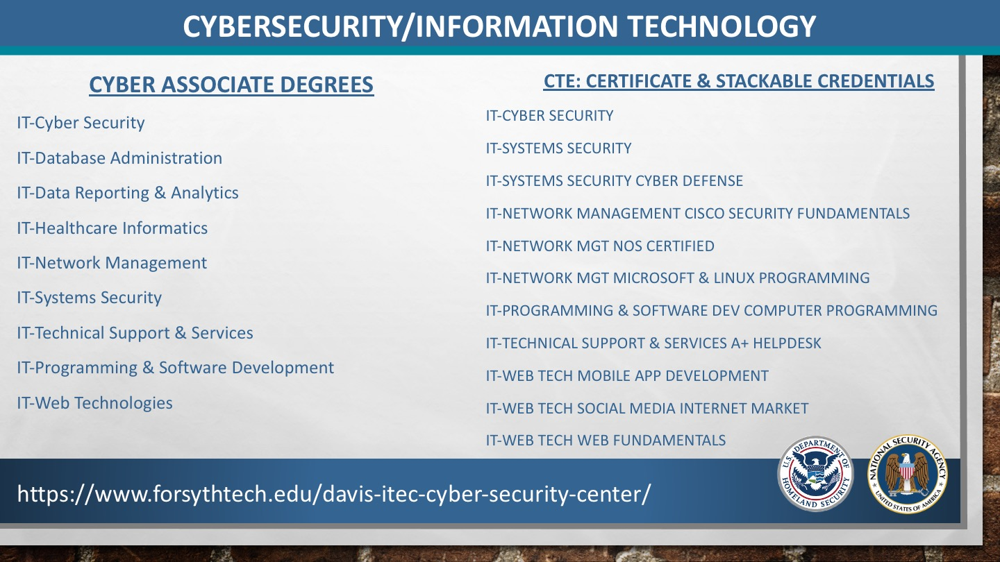 CYBERSECURITY/INFORMATION TECHNOLOGY
CYBER ASSOCIATE DEGREES
IT-Cyber Security
IT-Database Administration
IT-Data Reporting & Analytics
IT-Healthcare Informatics
IT-Network Management
IT-Systems Security
IT-Technical Support & Services
IT-Programming & Software Development
IT-Web Technologies
CTE: CERTIFICATE & STACKABLE CREDENTIALS
IT-CYBER SECURITY
IT-SYSTEMS SECURITY
IT-SYSTEMS SECURITY CYBER DEFENSE
IT-NETWORK MANAGEMENT CISCO SECURITY FUNDAMENTALS
IT-NETWORK MGT NOS CERTIFIED
IT-NETWORK MGT MICROSOFT & LINUX PROGRAMMING
IT-PROGRAMMING & SOFTWARE DEV COMPUTER PROGRAMMING
IT-TECHNICAL SUPPORT & SERVICES A+ HELPDESK
IT-WEB TECH MOBILE APP DEVELOPMENT
IT-WEB TECH SOCIAL MEDIA INTERNET MARKET
IT-WEB TECH WEB FUNDAMENTALS
https://www.forsythtech.edu/davis-itec-cyber-security-center/
U.S. DEPARTMENT OF
HOMELAND SECURITY
NATIONAL SECURITY AGENCY
UNITED STATES OF AMERICA